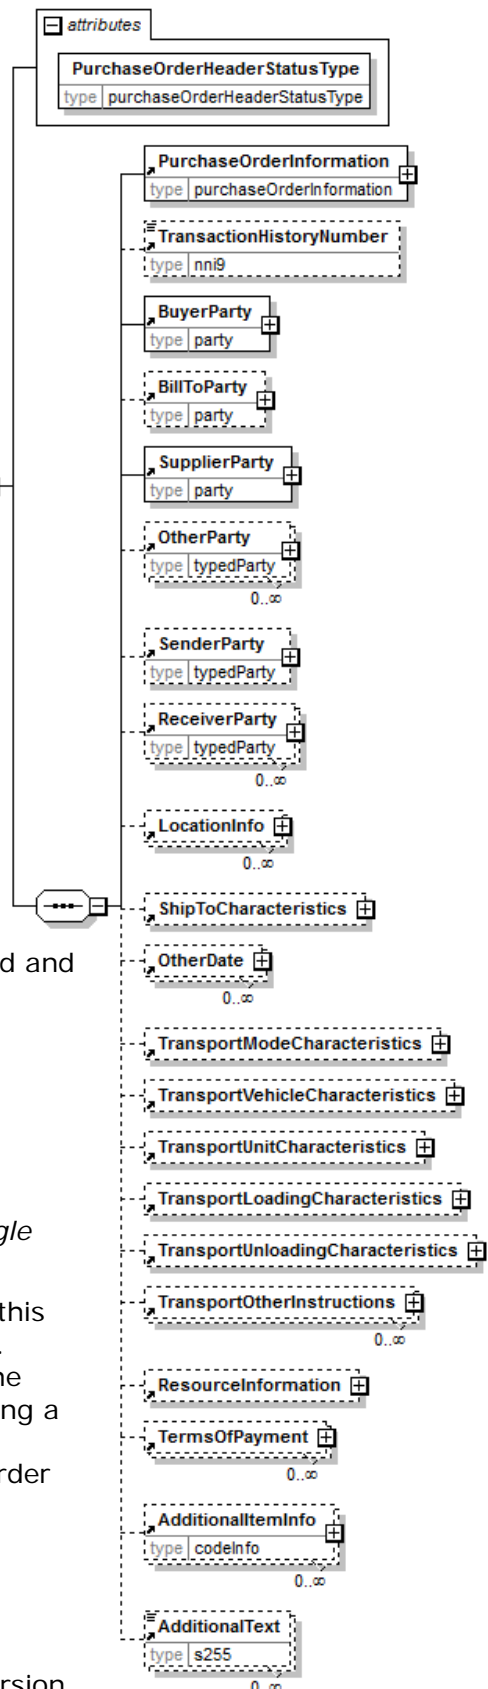 attributes
PurchaseOrderHeaderStatusType
type purchaseOrderHeaderStatusType
PurchaseOrderInformation
type purchaseOrderInformation
TransactionHistoryNumber
type nni9
BuyerParty
type party
BillToParty
type party
SupplierParty
type party
OtherParty
type typedParty
0..∞
SenderParty
type typedParty
ReceiverParty
type typedParty
0..∞
LocationInfo
0..∞
ShipToCharacteristics
d and
OtherDate
0..∞
TransportModeCharacteristics
TransportVehicleCharacteristics
TransportUnitCharacteristics
TransportLoadingCharacteristics
gle
TransportUnloadingCharacteristics
TransportOtherInstructions
this
0..∞
.
ne
ResourceInformation
ng a
TermsOfPayment
rder
0..∞
AdditionalItemInfo
type codeInfo
0..∞
AdditionalText
type s255
rsion
0..∞